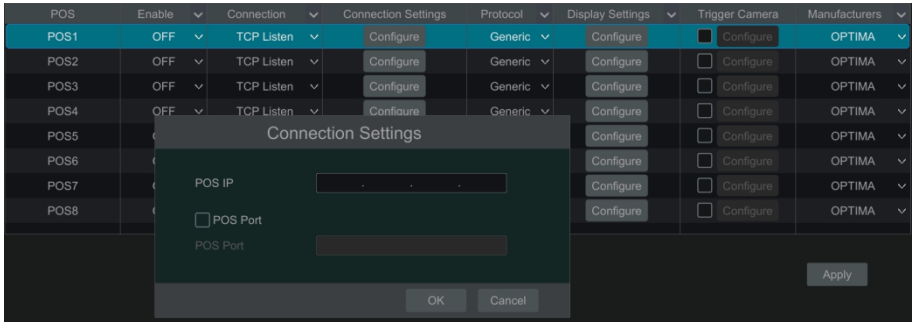 POS Enable Connection Connection Settings Protocol Display Settings Trigger Camera Manufacturers
POS1 OFF TCP Listen Configure Generic Configure Configure OPTIMA
POS2 OFF TCP Listen Configure Generic Configure Configure OPTIMA
POS3 OFF TCP Listen Configure Generic Configure Configure OPTIMA
POS4 OFF TCP Listen Configure Generic Configure Configure OPTIMA
POS5 Configure Configure OPTIMA
POS6 Configure Configure OPTIMA
POS7 Configure Configure OPTIMA
POS8 Configure Configure OPTIMA
Connection Settings
POS IP . . .
POS Port
POS Port
OK Cancel
Apply